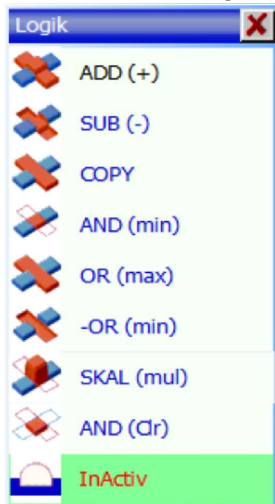 Logik
ADD (+)
SUB (-)
COPY
AND (min)
OR (max)
-OR (min)
SKAL (mul)
AND (Clr)
InActiv